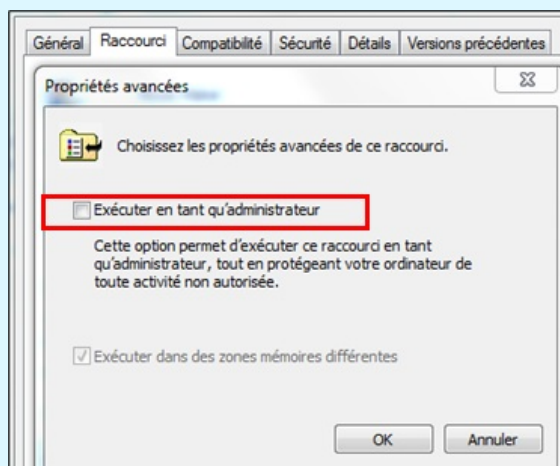 Général Raccourci Compatibilité Sécurité Détails Versions précédentes
Propriétés avancées
Choisissez les propriétés avancées de ce raccourci.
Exécuter en tant qu'administrateur
Cette option permet d'exécuter ce raccourci en tant
qu'administrateur, tout en protégeant votre ordinateur de
toute activité non autorisée.
Exécuter dans des zones mémoires différentes
OK Annuler